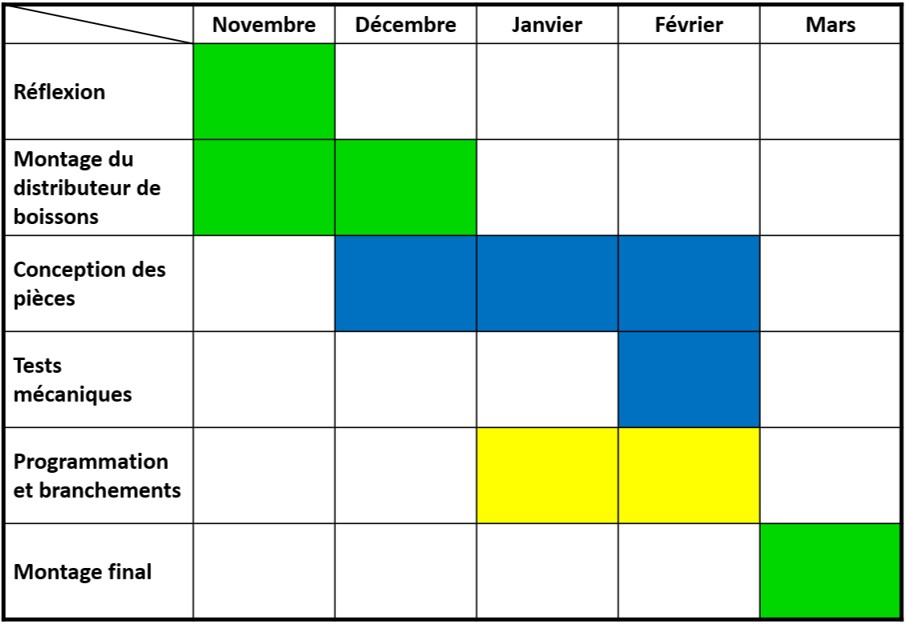 Novembre Décembre Janvier Février Mars
Réflexion
Montage du
distributeur de
boissons
Conception des
pièces
Tests
mécaniques
Programmation
et branchements
Montage final